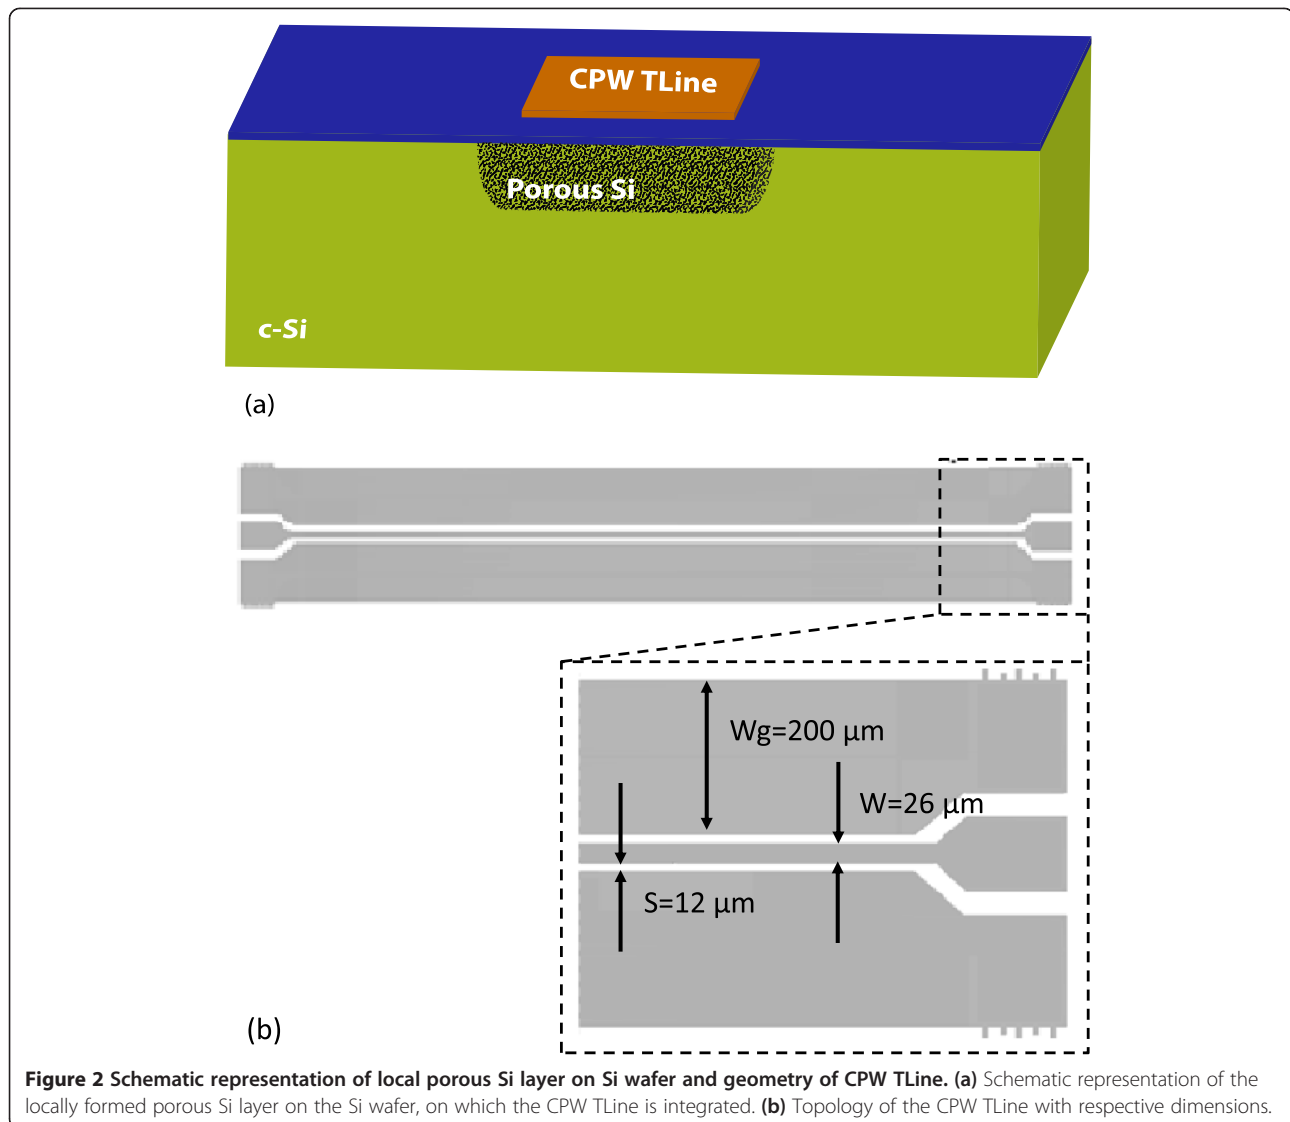 CPW TLine
Porous Si
c-Si
(a)
Wg=200 µm
W=26 µm
S=12 µm
(b)
Figure 2 Schematic representation of local porous Si layer on Si wafer and geometry of CPW TLine. (a) Schematic representation of the
locally formed porous Si layer on the Si wafer, on which the CPW TLine is integrated. (b) Topology of the CPW TLine with respective dimensions.